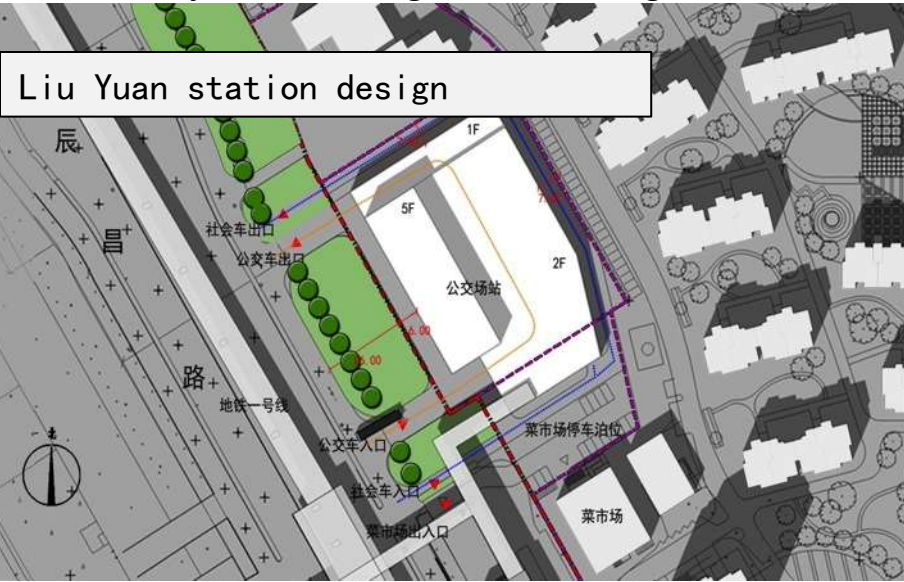 Liu Yuan station design
辰
昌
路
1F
5F
2F
社会车出口
公交车出口
公交场站
6.00
地铁一号线
公交车入口
菜市场停车泊位
社会车入口
菜市场出入口
菜市场